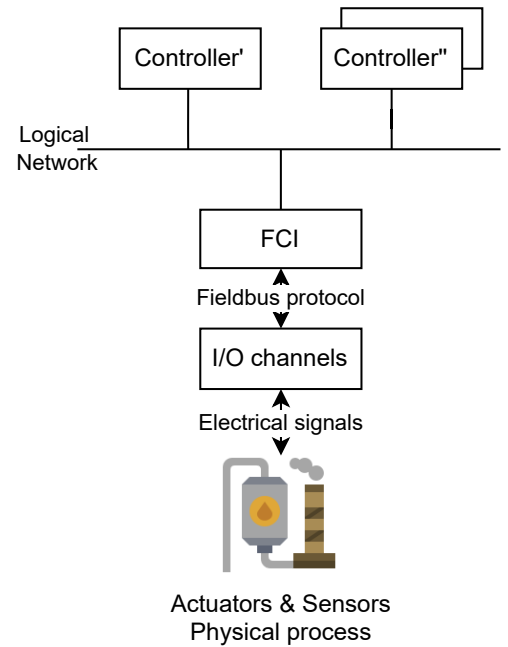 Controller'
Controller"
Logical
Network
FCI
Fieldbus protocol
I/O channels
Electrical signals
Actuators & Sensors
Physical process